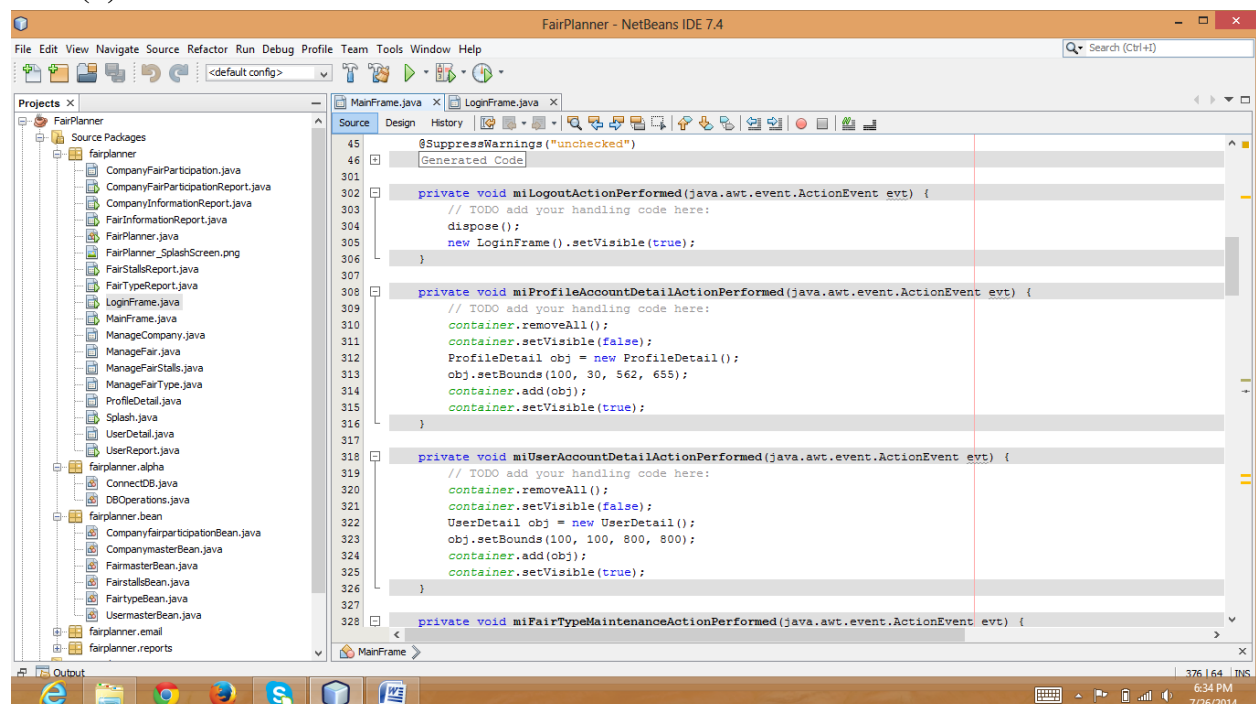 FairPlanner - NetBeans IDE 7.4
File Edit View Navigate Source Refactor Run Debug Profile Team Tools Window Help
Search (Ctrl+I)
<default config>
Projects
MainFrame.java LoginFrame.java
Source Design History
FairPlanner
Source Packages
fairplanner
CompanyFairParticipation.java
CompanyFairParticipationReport.java
CompanyInformationReport.java
FairInformationReport.java
FairPlanner.java
FairPlanner_SplashScreen.png
FairStallsReport.java
FairTypeReport.java
LoginFrame.java
MainFrame.java
ManageCompany.java
ManageFair.java
ManageFairStalls.java
ManageFairType.java
ProfileDetail.java
Splash.java
UserDetail.java
UserReport.java
fairplanner.alpha
ConnectDB.java
DBOperations.java
fairplanner.bean
CompanyfairparticipationBean.java
CompanymasterBean.java
FairmasterBean.java
FairstallsBean.java
FairtypeBean.java
UsermasterBean.java
fairplanner.email
fairplanner.reports
45 @SuppressWarnings("unchecked")
46 Generated Code
301
302 private void miLogoutActionPerformed(java.awt.event.ActionEvent evt) {
303 // TODO add your handling code here:
304 dispose();
305 new LoginFrame().setVisible(true);
306 }
307
308 private void miProfileAccountDetailActionPerformed(java.awt.event.ActionEvent evt) {
309 // TODO add your handling code here:
310 container.removeAll();
311 container.setVisible(false);
312 ProfileDetail obj = new ProfileDetail();
313 obj.setBounds(100, 30, 562, 655);
314 container.add(obj);
315 container.setVisible(true);
316 }
317
318 private void miUserAccountDetailActionPerformed(java.awt.event.ActionEvent evt) {
319 // TODO add your handling code here:
320 container.removeAll();
321 container.setVisible(false);
322 UserDetail obj = new UserDetail();
323 obj.setBounds(100, 100, 800, 800);
324 container.add(obj);
325 container.setVisible(true);
326 }
327
328 private void miFairTypeMaintenanceActionPerformed(java.awt.event.ActionEvent evt) {
MainFrame
Output
376 | 64 INS
6:34 PM
7/26/2014